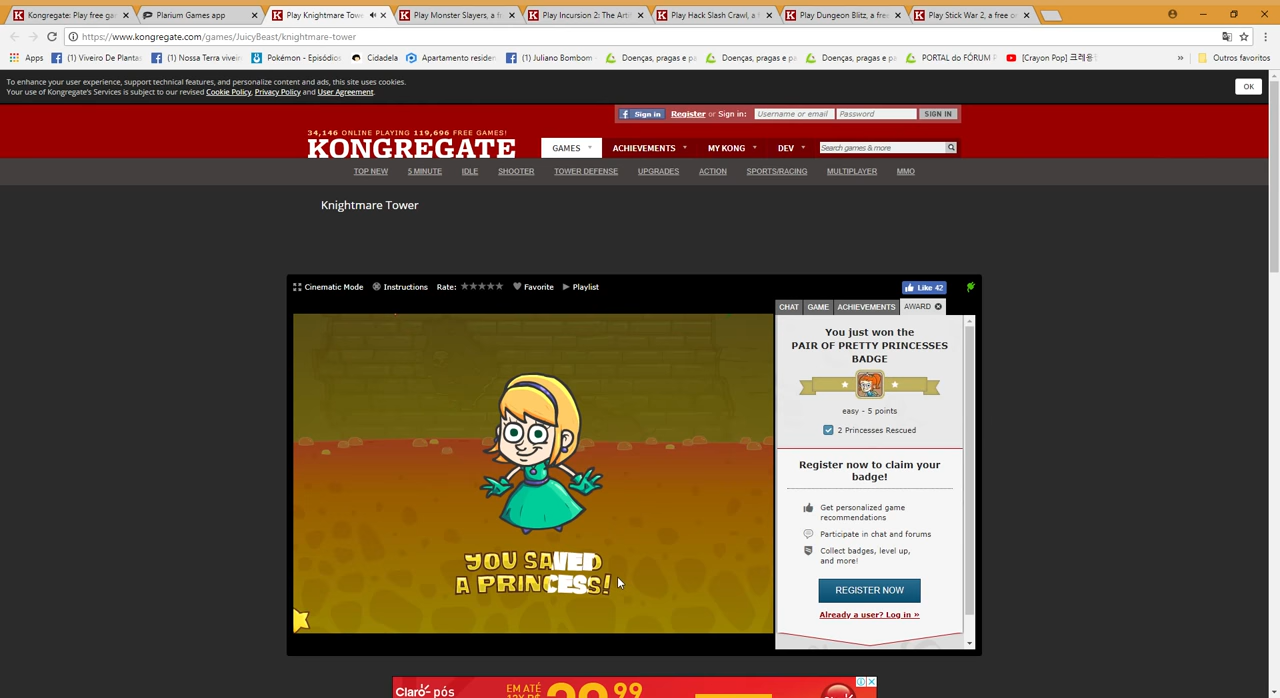 Kongregate: Play free ga
Plarium Games app
Play Knightmare Tow
Play Monster Slayers, a f
Play Incursion 2: The Arti
Play Hack Slash Crawl, a
Play Dungeon Blitz, a free
Play Stick War 2, a free o
https://www.kongregate.com/games/JuicyBeast/knightmare-tower
Apps
(1) Viveiro De Plantas
(1) Nossa Terra viveir
Pokémon - Episódios
Cidadela
Apartamento residen
(1) Juliano Bombom
Doenças, pragas e pa
Doenças, pragas e pa
Doenças, pragas e pa
PORTAL do FÓRUM
[Crayon Pop]
»
Outros favoritos
To enhance your user experience, support technical features, and personalize content and ads, this site uses cookies.
Your use of Kongregate's Services is subject to our revised Cookie Policy, Privacy Policy and User Agreement.
OK
Sign in
Register or Sign in:
Username or email
Password
SIGN IN
34,146 ONLINE PLAYING 119,696 FREE GAMES!
KONGREGATE
GAMES
ACHIEVEMENTS
MY KONG
DEV
Search games & more
TOP NEW
5 MINUTE
IDLE
SHOOTER
TOWER DEFENSE
UPGRADES
ACTION
SPORTS/RACING
MULTIPLAYER
MMO
Knightmare Tower
Cinematic Mode
Instructions
Rate:
Favorite
Playlist
Like 42
CHAT
GAME
ACHIEVEMENTS
AWARD
YOU SAVED
A PRINCESS!
You just won the
PAIR OF PRETTY PRINCESSES
BADGE
easy - 5 points
2 Princesses Rescued
Register now to claim your
badge!
Get personalized game
recommendations
Participate in chat and forums
Collect badges, level up,
and more!
REGISTER NOW
Already a user? Log in »
Claro- pós
EM ATÉ